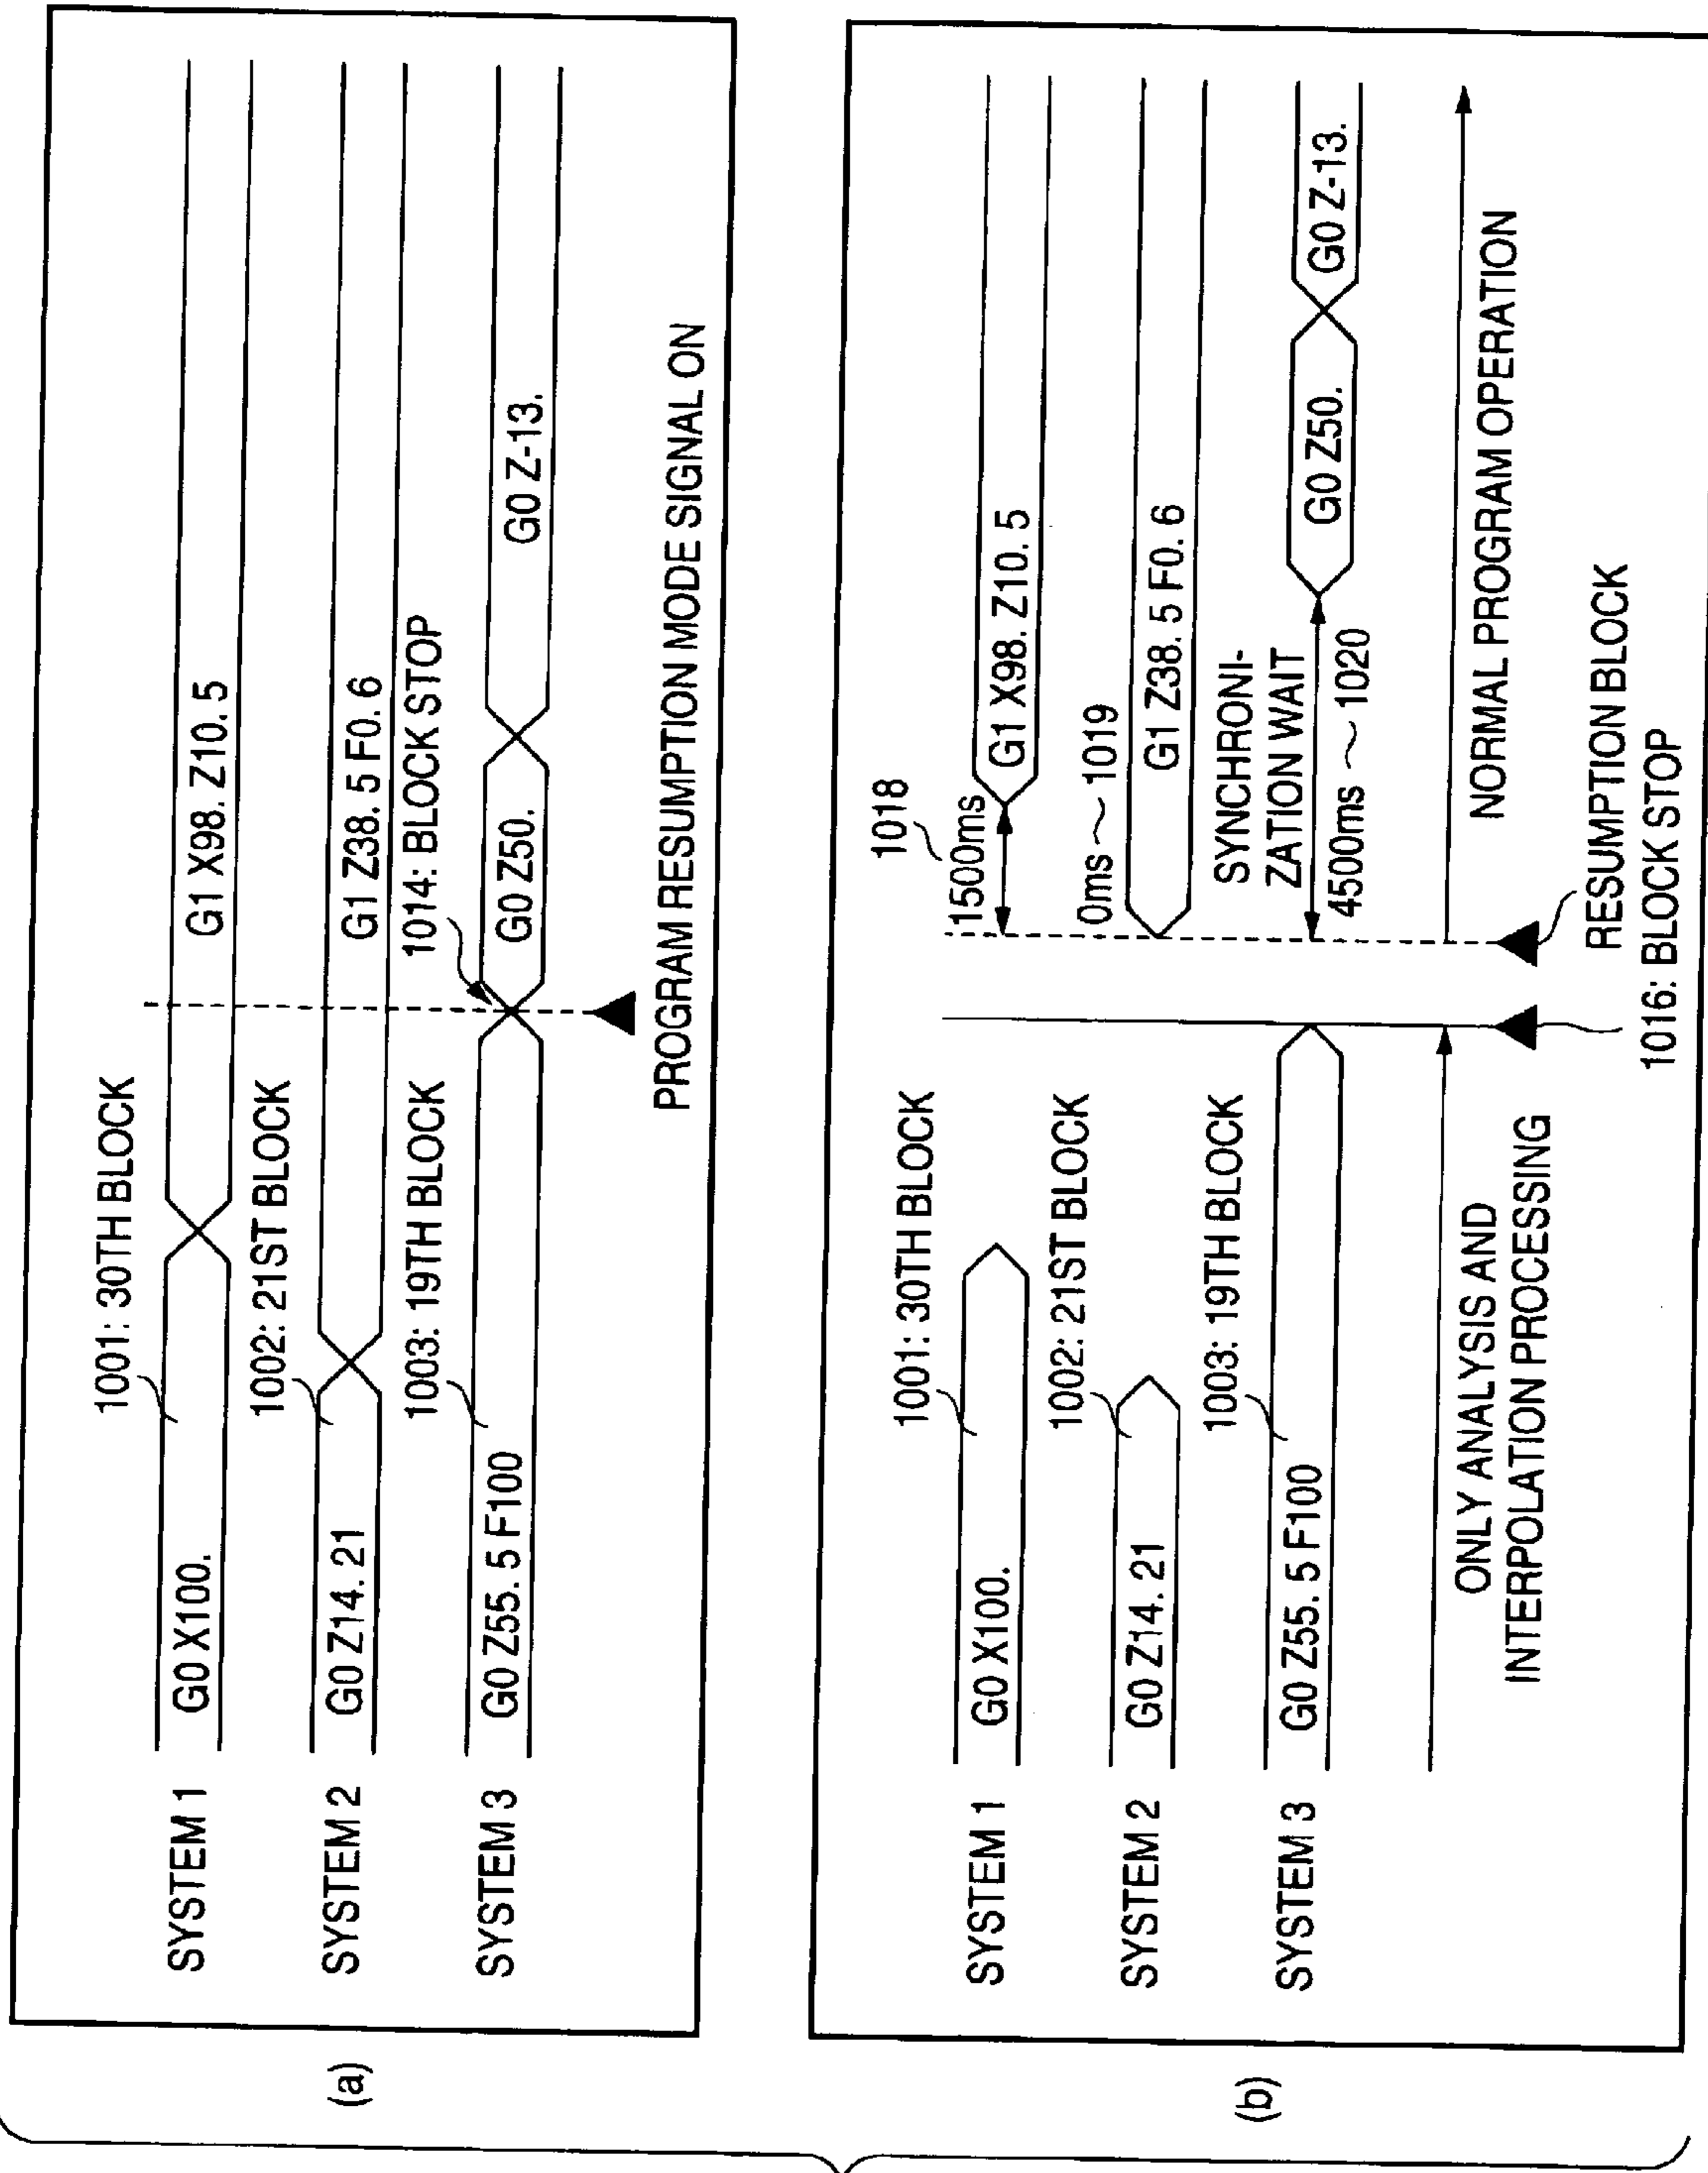 (a)
SYSTEM 1
G0 X100.
1001: 30TH BLOCK
G1 X98. Z10. 5
SYSTEM 2
G0 Z14. 21
1002: 21ST BLOCK
G1 Z38. 5 F0. 6
SYSTEM 3
G0 Z55. 5 F100
1003: 19TH BLOCK
1014: BLOCK STOP
G0 Z50.
G0 Z-13.
PROGRAM RESUMPTION MODE SIGNAL ON
(b)
SYSTEM 1
G0 X100.
1001: 30TH BLOCK
1018
1500ms
G1 X98. Z10. 5
SYSTEM 2
G0 Z14. 21
1002: 21ST BLOCK
0ms ~ 1019
G1 Z38. 5 F0. 6
SYSTEM 3
G0 Z55. 5 F100
1003: 19TH BLOCK
SYNCHRONI-
ZATION WAIT
4500ms ~ 1020
G0 Z50.
G0 Z-13.
ONLY ANALYSIS AND
INTERPOLATION PROCESSING
NORMAL PROGRAM OPERATION
RESUMPTION BLOCK
1016: BLOCK STOP